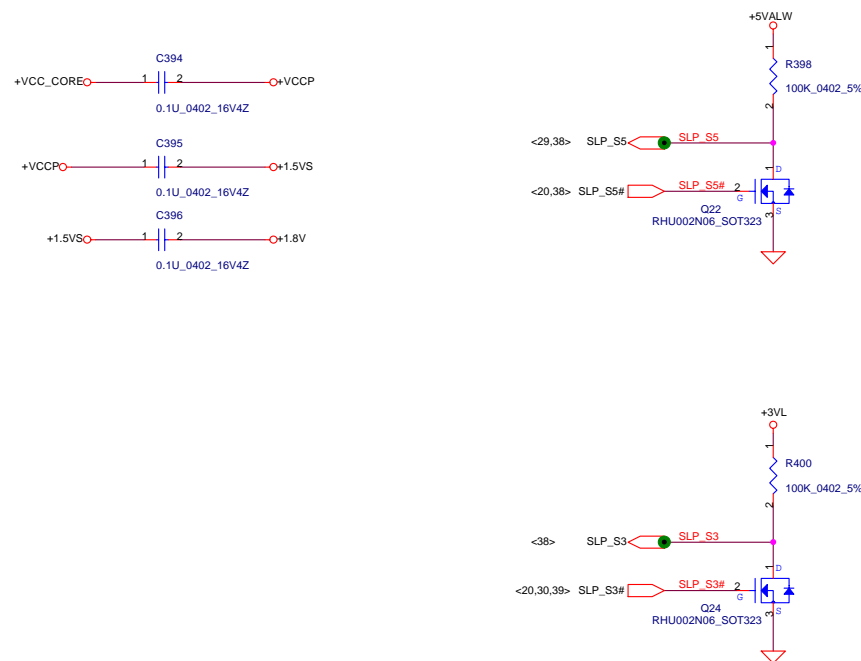 C394
+VCC_CORE 1 2 +VCCP
0.1U_0402_16V4Z
C395
+VCCP 1 2 +1.5VS
0.1U_0402_16V4Z
C396
+1.5VS 1 2 +1.8V
0.1U_0402_16V4Z
+5VALW
1
R398
100K_0402_5%
2
<29,38> SLP_S5 SLP_S5
1 D
<20,38> SLP_S5# SLP_S5# 2
G
Q22 3 S
RHU002N06_SOT323
+3VL
1
R400
100K_0402_5%
2
<38> SLP_S3 SLP_S3
1 D
<20,30,39> SLP_S3# SLP_S3# 2
G
Q24 3 S
RHU002N06_SOT323